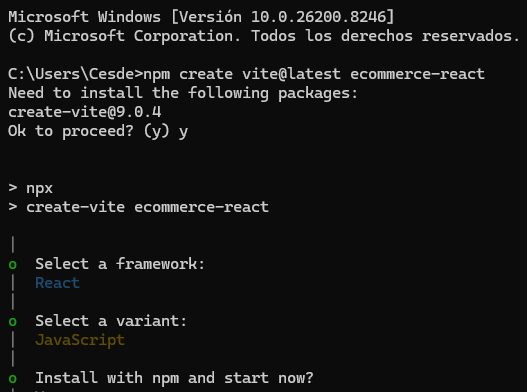 Microsoft Windows [Versión 10.0.26200.8246]
(c) Microsoft Corporation. Todos los derechos reservados.
C:\Users\Cesde>npm create vite@latest ecommerce-react
Need to install the following packages:
create-vite@9.0.4
Ok to proceed? (y) y
> npx
> create-vite ecommerce-react
Select a framework:
React
Select a variant:
JavaScript
Install with npm and start now?